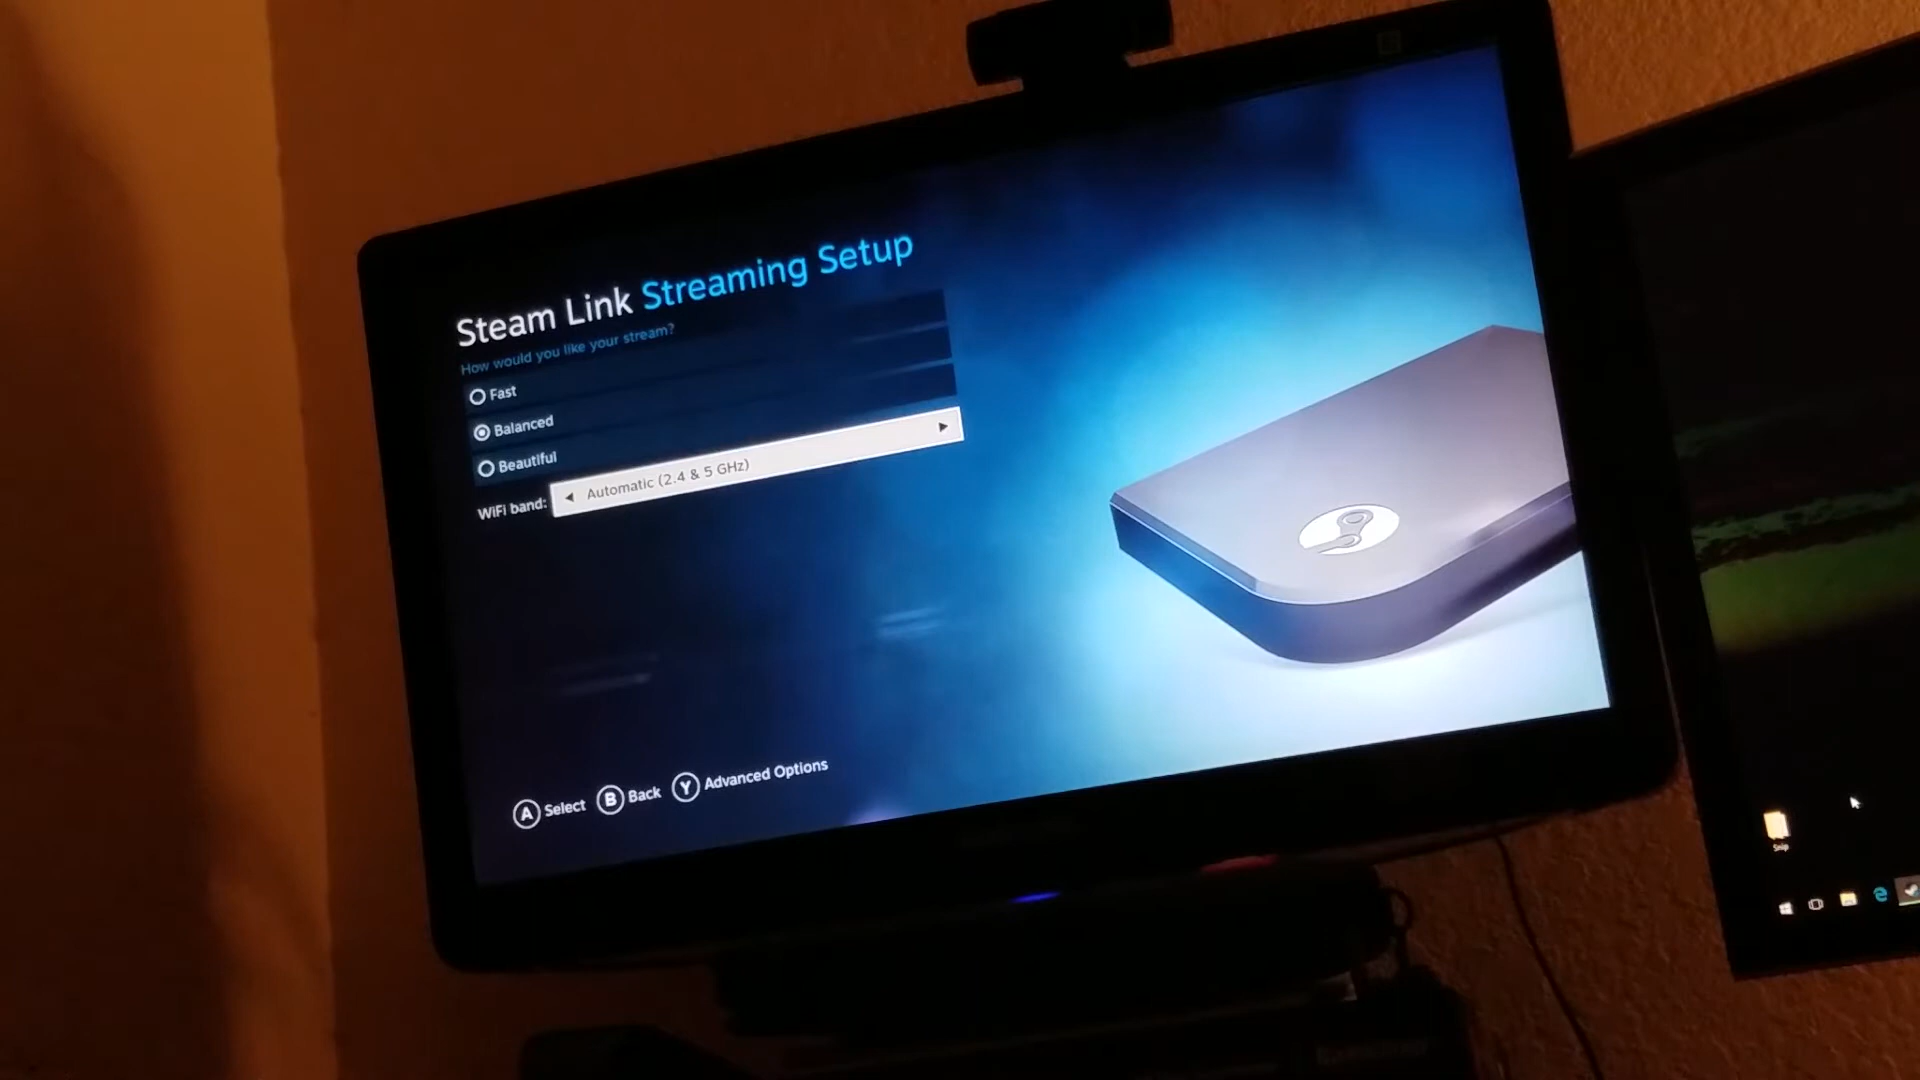 Steam Link Streaming Setup
How would you like your stream?
Fast
Balanced
Beautiful
WiFi band: Automatic (2.4 & 5 GHz)
A Select B Back Y Advanced Options
Snip